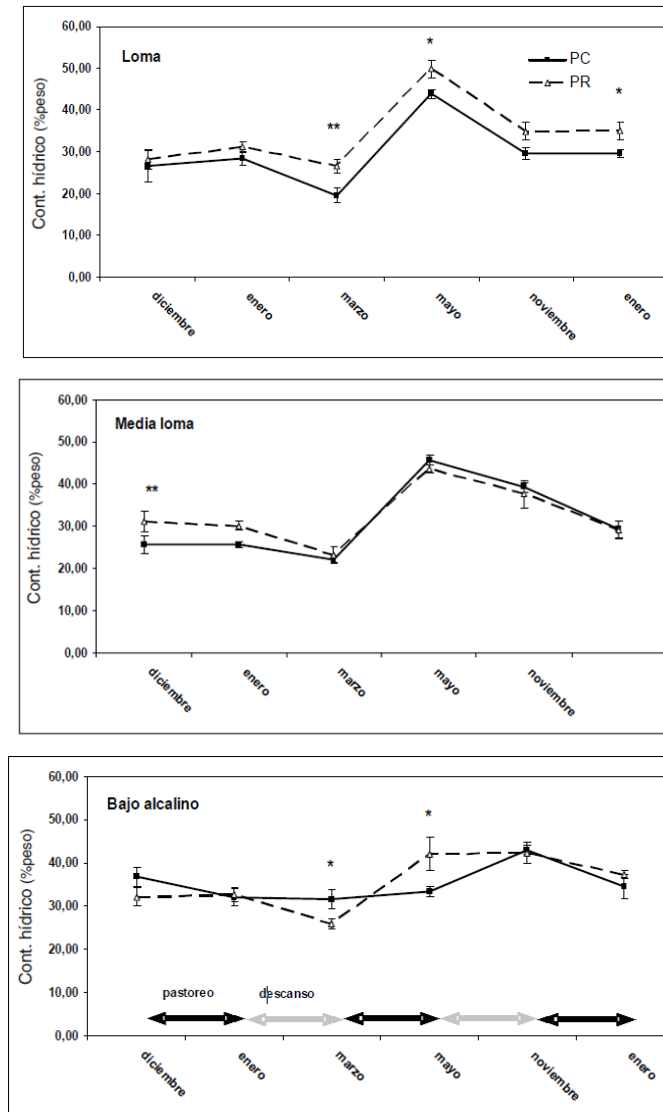 60,00
50,00
40,00
30,00
20,00
10,00
0,00
Cont. hídrico (%peso)
Loma
PC
PR
**
*
*
diciembre
enero
marzo
mayo
noviembre
enero
60,00
50,00
40,00
30,00
20,00
10,00
0,00
Cont. hídrico (%peso)
Media loma
**
diciembre
enero
marzo
mayo
noviembre
60,00
50,00
40,00
30,00
20,00
10,00
0,00
Cont. hídrico (%peso)
Bajo alcalino
*
*
pastoreo
descanso
diciembre
enero
marzo
mayo
noviembre
enero